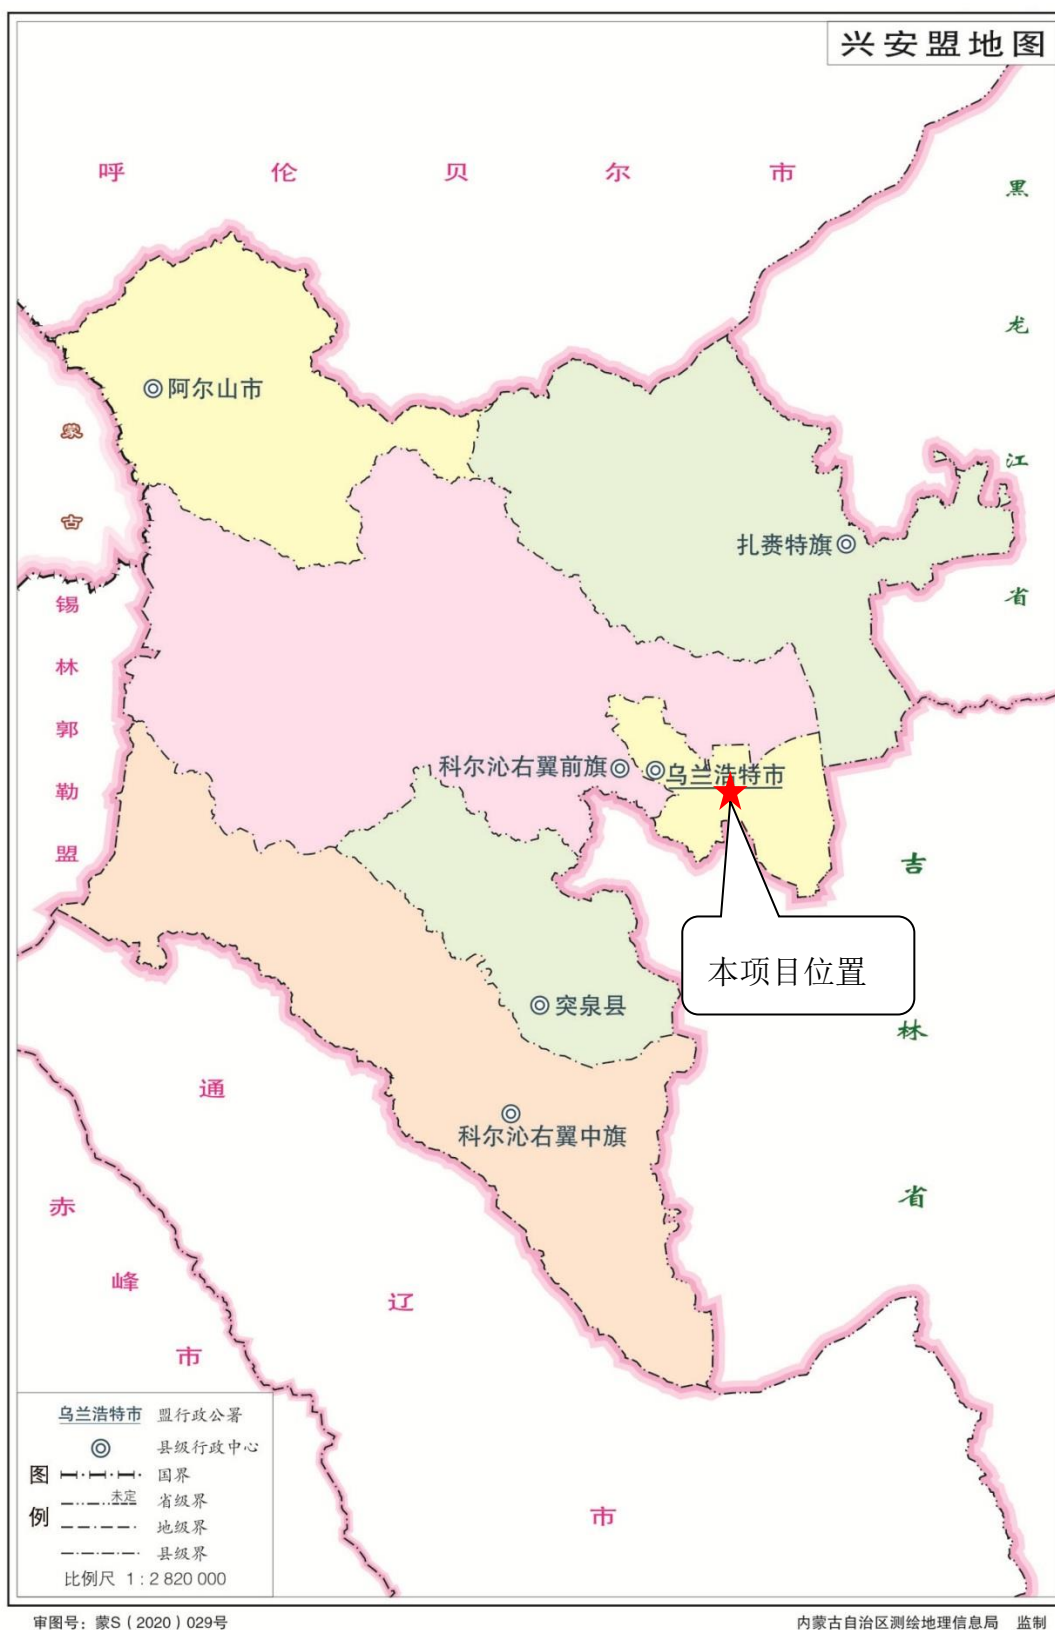 兴安盟地图
呼伦贝尔市
黑龙江省
阿尔山市
蒙古
扎赉特旗
锡林郭勒盟
科尔沁右翼前旗
乌兰浩特市
吉林省
本项目位置
突泉县
通辽市
科尔沁右翼中旗
赤峰市
图例
乌兰浩特市 盟行政公署
县级行政中心
国界
未定 省级界
地级界
县级界
比例尺 1:2 820 000
审图号：蒙S（2020）029号
内蒙古自治区测绘地理信息局 监制